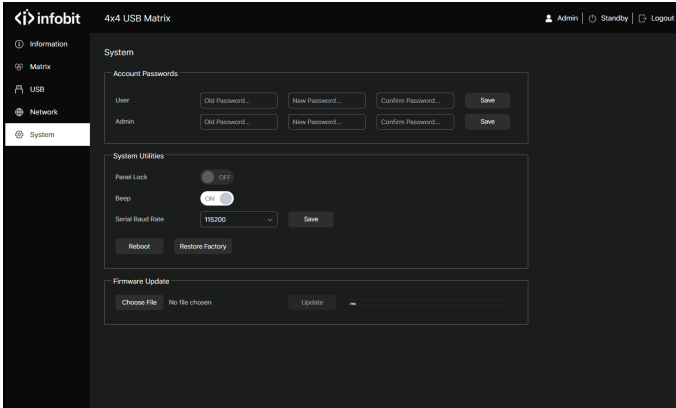 infobit
4x4 USB Matrix
Admin
Standby
Logout
Information
Matrix
USB
Network
System
System
Account Passwords
User
Old Password...
New Password...
Confirm Password...
Save
Admin
Old Password...
New Password...
Confirm Password...
Save
System Utilities
Panel Lock
OFF
Beep
ON
Serial Baud Rate
115200
Save
Reboot
Restore Factory
Firmware Update
Choose File
No file chosen
Update